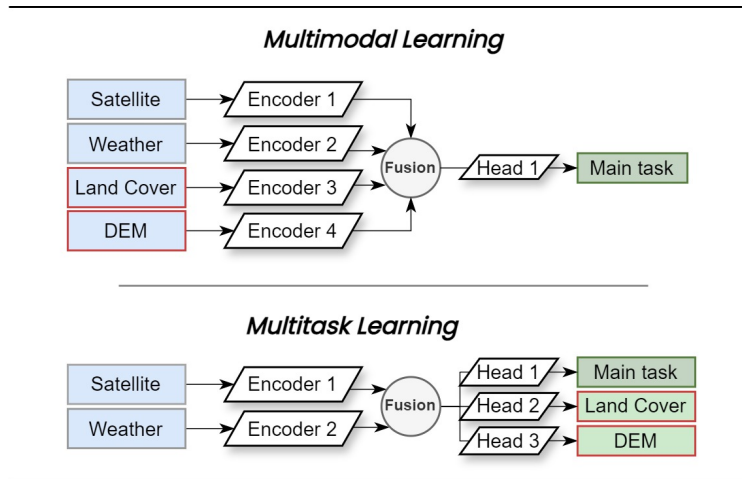 Multimodal Learning
Satellite
Encoder 1
Weather
Encoder 2
Land Cover
Encoder 3
DEM
Encoder 4
Fusion
Head 1
Main task
Multitask Learning
Satellite
Encoder 1
Weather
Encoder 2
Fusion
Head 1
Main task
Head 2
Land Cover
Head 3
DEM